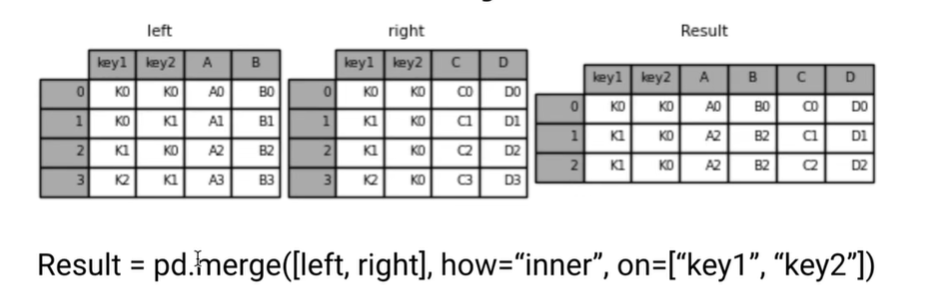 left
key1 key2 A B
0 K0 K0 A0 B0
1 K0 K1 A1 B1
2 K1 K0 A2 B2
3 K2 K1 A3 B3
right
key1 key2 C D
0 K0 K0 C0 D0
1 K1 K0 C1 D1
2 K1 K0 C2 D2
3 K2 K0 C3 D3
Result
key1 key2 A B C D
0 K0 K0 A0 B0 C0 D0
1 K1 K0 A2 B2 C1 D1
2 K1 K0 A2 B2 C2 D2
Result = pd.merge([left, right], how=“inner”, on=[“key1”, “key2”])